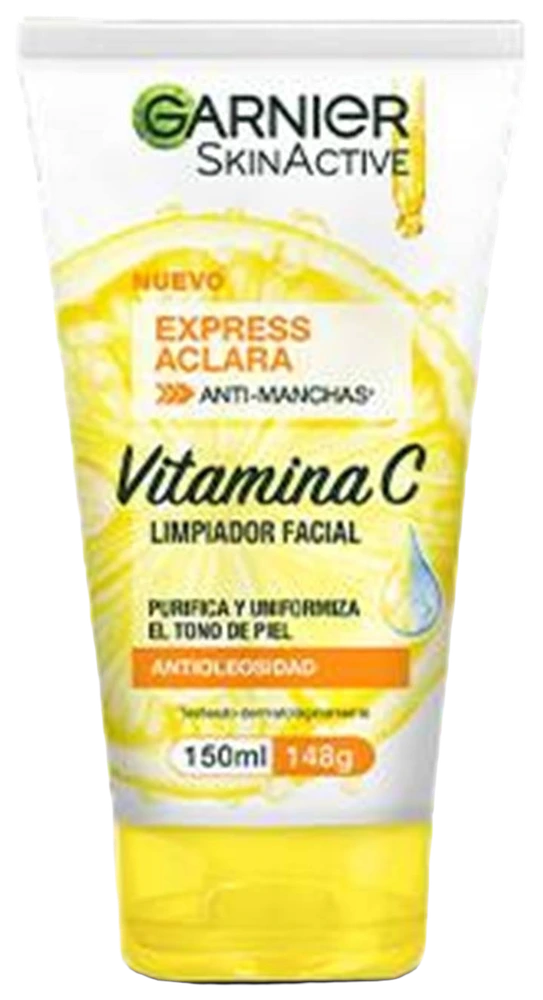 GARNIER
SKINACTIVE
NUEVO
EXPRESS
ACLARA
ANTI-MANCHAS*
Vitamina C
LIMPIADOR FACIAL
PURIFICA Y UNIFORMIZA
EL TONO DE PIEL
ANTIOLEOSIDAD
150ml 148g